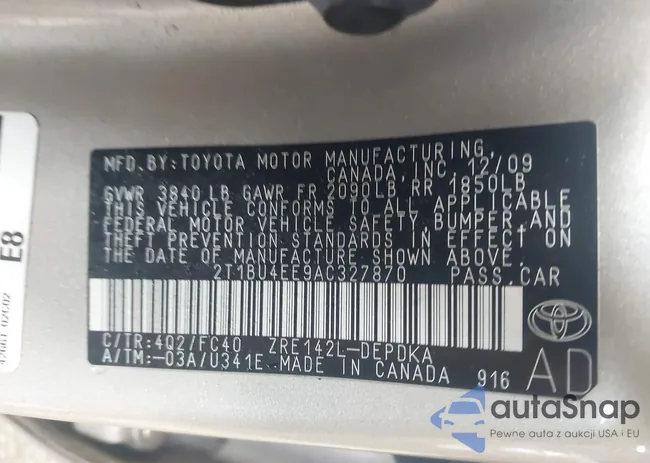 MFD. BY: TOYOTA MOTOR MANUFACTURING,
CANADA, INC. 12/09
GVWR 3840 LB GAWR FR 2090LB RR 1850LB
THIS VEHICLE CONFORMS TO ALL APPLICABLE
FEDERAL MOTOR VEHICLE SAFETY, BUMPER, AND
THEFT PREVENTION STANDARDS IN EFFECT ON
THE DATE OF MANUFACTURE SHOWN ABOVE.
2T1BU4EE9AC327870 PASS. CAR
C/TR: 4Q2/FC40 ZRE142L-DEPDKA
A/TM: -03A/U341E MADE IN CANADA 916
AD
E8
autoSnap
Pewne auta z aukcji USA i EU